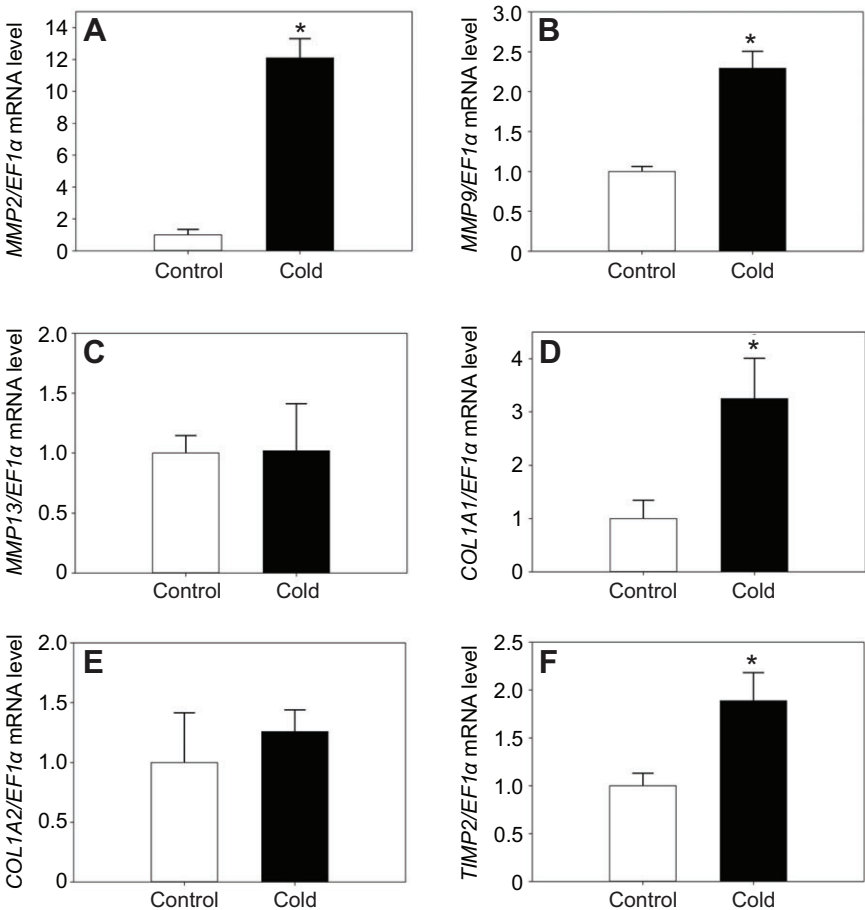 A
MMP2/EF1α mRNA level
14
12
10
8
6
4
2
0
*
Control
Cold
B
MMP9/EF1α mRNA level
3.0
2.5
2.0
1.5
1.0
0.5
0
*
Control
Cold
C
MMP13/EF1α mRNA level
2.0
1.5
1.0
0.5
0
Control
Cold
D
COL1A1/EF1α mRNA level
4
3
2
1
0
*
Control
Cold
E
COL1A2/EF1α mRNA level
2.0
1.5
1.0
0.5
0
Control
Cold
F
TIMP2/EF1α mRNA level
2.5
2.0
1.5
1.0
0.5
0
*
Control
Cold